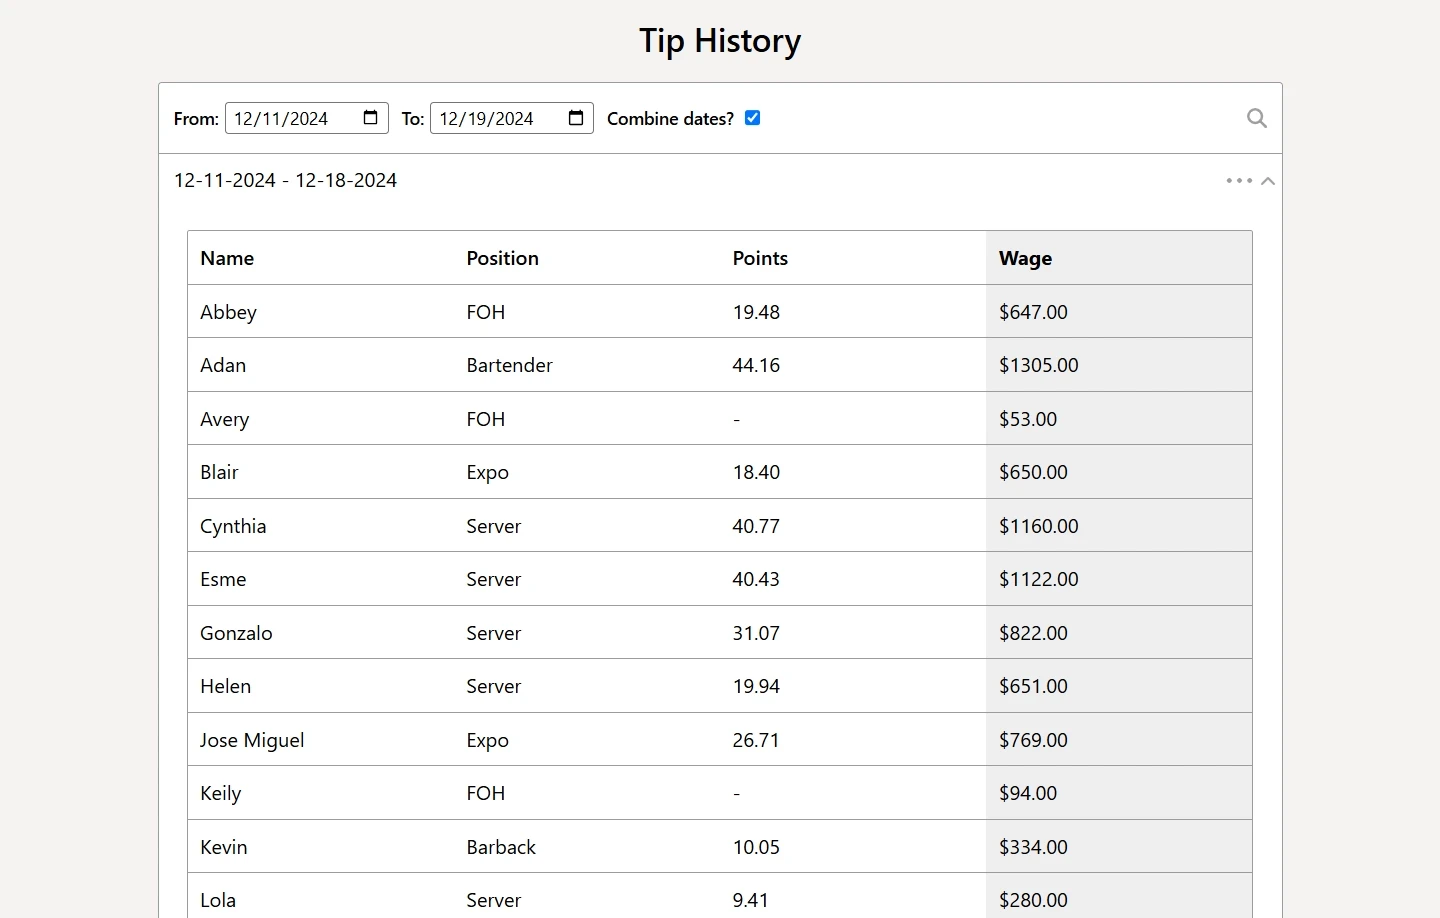 Tip History
From: 12/11/2024 To: 12/19/2024 Combine dates?
12-11-2024 - 12-18-2024
Name Position Points Wage
Abbey FOH 19.48 $647.00
Adan Bartender 44.16 $1305.00
Avery FOH - $53.00
Blair Expo 18.40 $650.00
Cynthia Server 40.77 $1160.00
Esme Server 40.43 $1122.00
Gonzalo Server 31.07 $822.00
Helen Server 19.94 $651.00
Jose Miguel Expo 26.71 $769.00
Keily FOH - $94.00
Kevin Barback 10.05 $334.00
Lola Server 9.41 $280.00